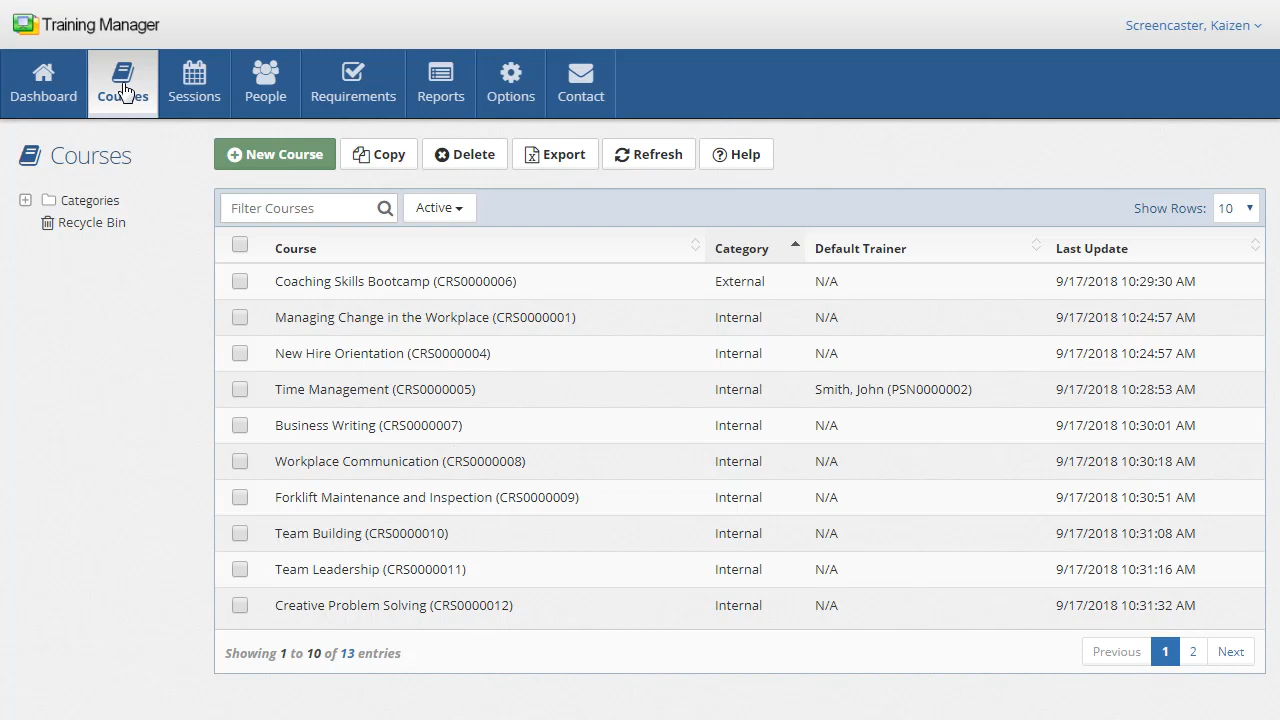 Training Manager
Screencaster, Kaizen
Dashboard Courses Sessions People Requirements Reports Options Contact
Courses
New Course Copy Delete Export Refresh Help
Categories
Recycle Bin
Filter Courses Active Show Rows: 10
Course Category Default Trainer Last Update
Coaching Skills Bootcamp (CRS0000006) External N/A 9/17/2018 10:29:30 AM
Managing Change in the Workplace (CRS0000001) Internal N/A 9/17/2018 10:24:57 AM
New Hire Orientation (CRS0000004) Internal N/A 9/17/2018 10:24:57 AM
Time Management (CRS0000005) Internal Smith, John (PSN0000002) 9/17/2018 10:28:53 AM
Business Writing (CRS0000007) Internal N/A 9/17/2018 10:30:01 AM
Workplace Communication (CRS0000008) Internal N/A 9/17/2018 10:30:18 AM
Forklift Maintenance and Inspection (CRS0000009) Internal N/A 9/17/2018 10:30:51 AM
Team Building (CRS0000010) Internal N/A 9/17/2018 10:31:08 AM
Team Leadership (CRS0000011) Internal N/A 9/17/2018 10:31:16 AM
Creative Problem Solving (CRS0000012) Internal N/A 9/17/2018 10:31:32 AM
Showing 1 to 10 of 13 entries Previous 1 2 Next